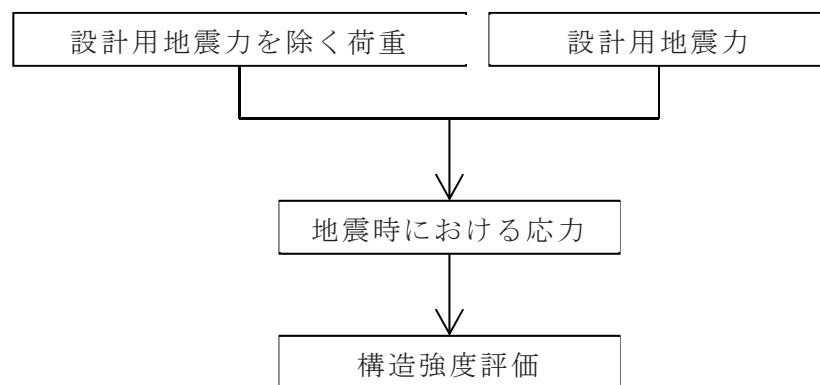 設計用地震力を除く荷重
設計用地震力
地震時における応力
構造強度評価